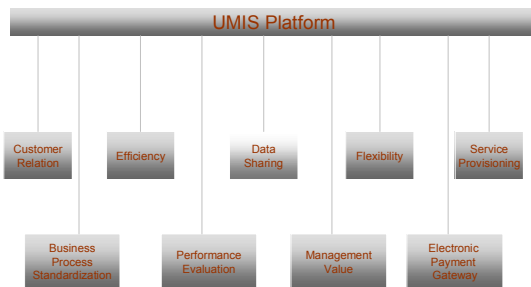 UMIS Platform
Customer
Relation
Efficiency
Data
Sharing
Flexibility
Service
Provisioning
Business
Process
Standardization
Performance
Evaluation
Management
Value
Electronic
Payment
Gateway